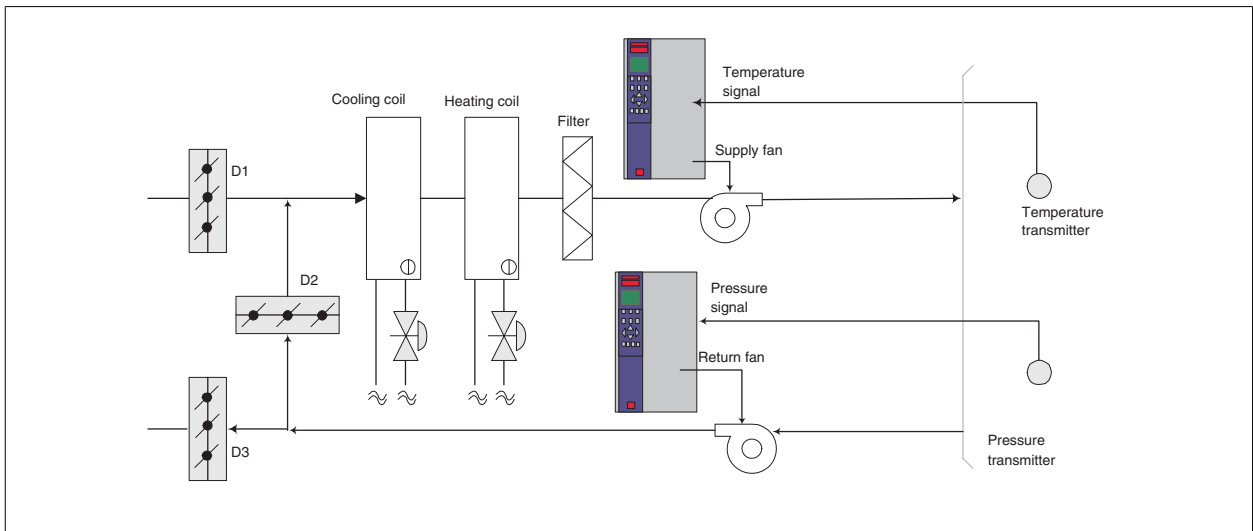 Cooling coil
Heating coil
Filter
Temperature
signal
Supply fan
D1
Temperature
transmitter
D2
Pressure
signal
Return fan
D3
Pressure
transmitter